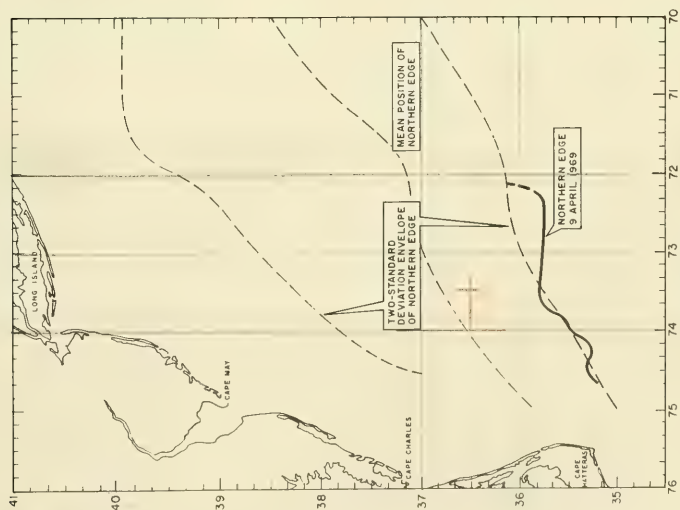 41
40
39
38
37
36
35
70
71
72
73
74
75
76
LONG ISLAND
CAPE MAY
CAPE CHARLES
CAPE
HATTERAS
TWO-STANDARD
DEVIATION ENVELOPE
OF NORTHERN EDGE
MEAN POSITION OF
NORTHERN EDGE
NORTHERN EDGE
9 APRIL 1969